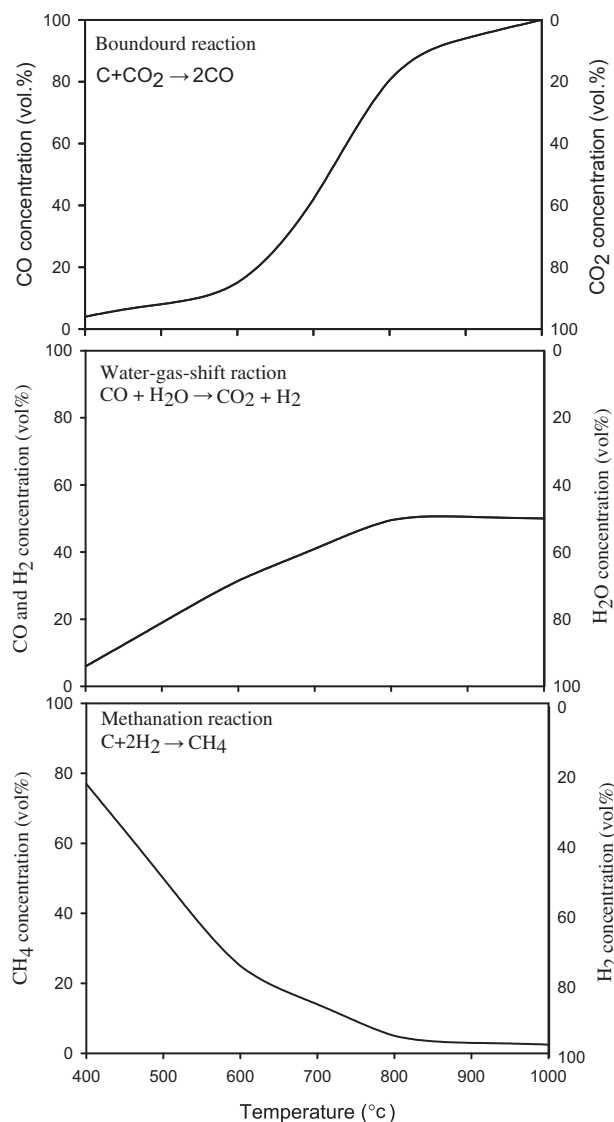 Boundourd reaction
C+CO2 → 2CO
CO concentration (vol.%)
100
80
60
40
20
0
0
20
40
60
80
100
CO2 concentration (vol.%)
Water-gas-shift raction
CO + H2O → CO2 + H2
CO and H2 concentration (vol%)
100
80
60
40
20
0
0
20
40
60
80
100
H2O concentration (vol%)
Methanation reaction
C+2H2 → CH4
CH4 concentration (vol%)
100
80
60
40
20
0
0
20
40
60
80
100
H2 concentration (vol%)
400 500 600 700 800 900 1000
Temperature (°c)